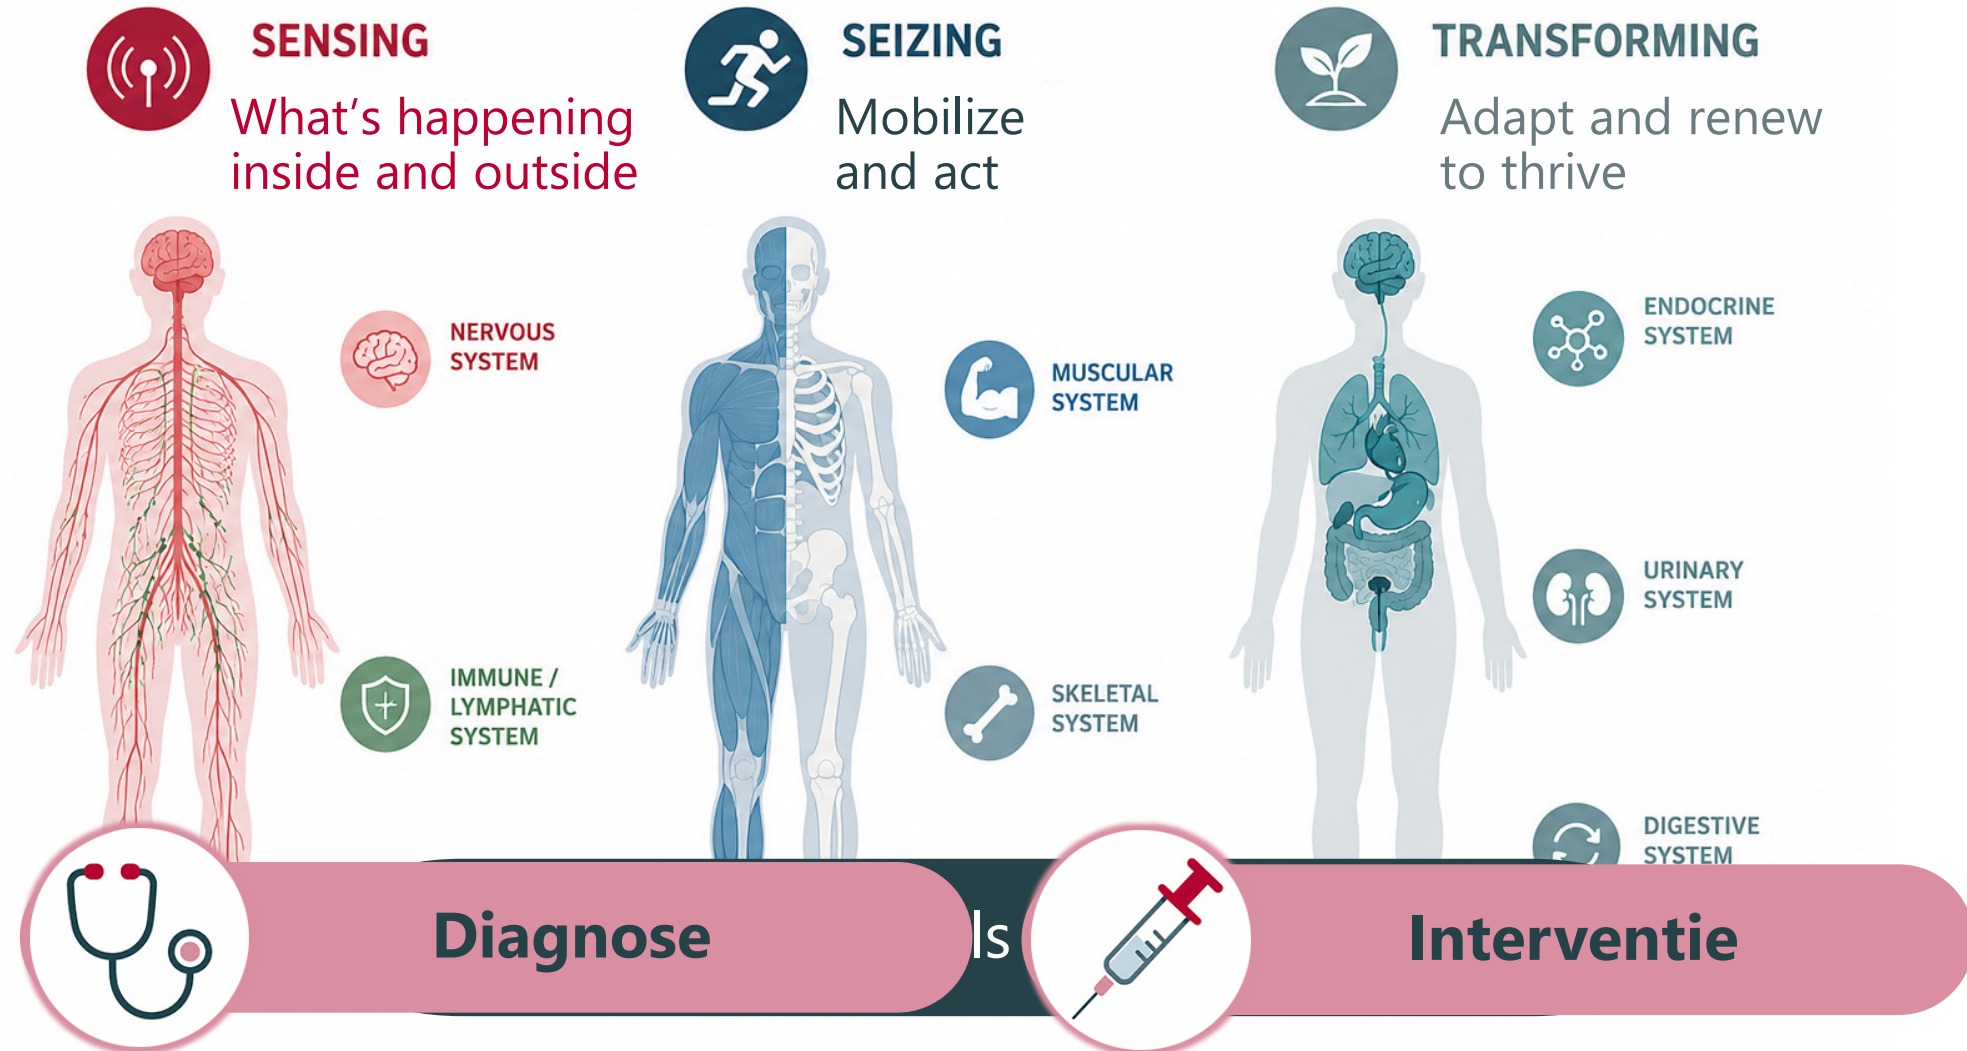 SENSING
What's happening
inside and outside
SEIZING
Mobilize
and act
TRANSFORMING
Adapt and renew
to thrive
NERVOUS
SYSTEM
IMMUNE /
LYMPHATIC
SYSTEM
MUSCULAR
SYSTEM
SKELETAL
SYSTEM
ENDOCRINE
SYSTEM
URINARY
SYSTEM
DIGESTIVE
SYSTEM
Diagnose
Interventie